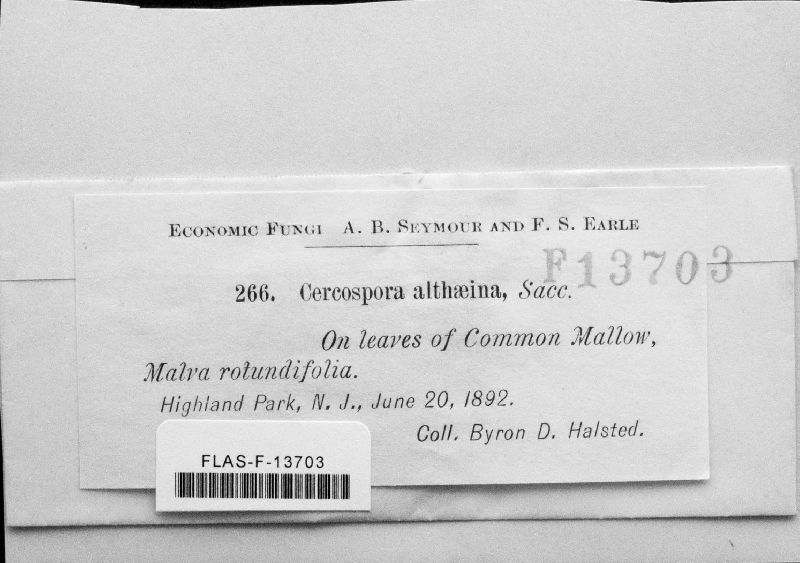 Economic Fungi A. B. Seymour and F. S. Earle
F13703
266. Cercospora althæina, Sacc.
On leaves of Common Mallow,
Malva rotundifolia.
Highland Park, N. J., June 20, 1892.
Coll. Byron D. Halsted.
FLAS-F-13703